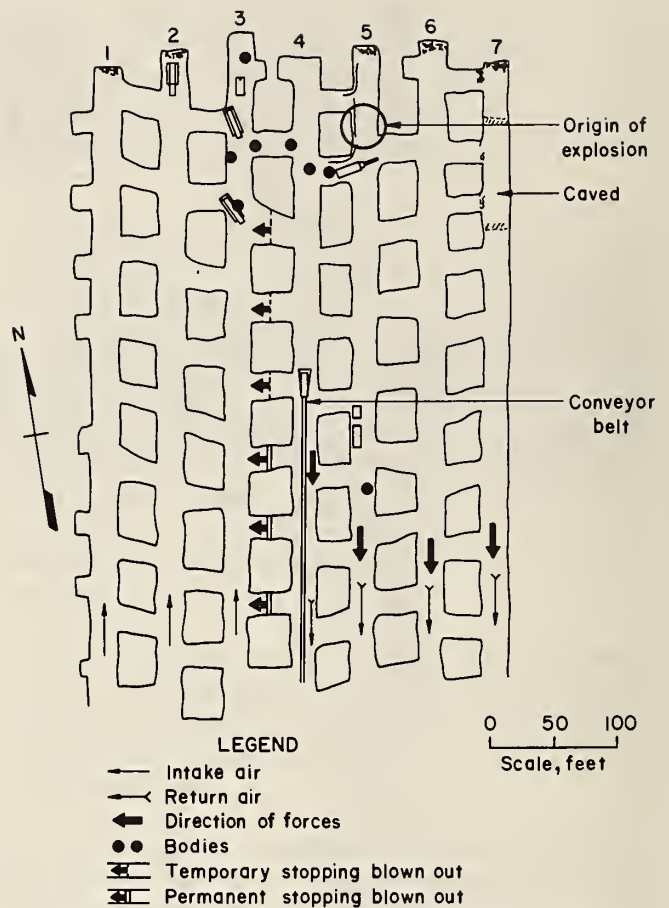 1
2
3
4
5
6
7
Origin of
explosion
Caved
N
Conveyor
belt
0 50 100
Scale, feet
LEGEND
Intake air
Return air
Direction of forces
Bodies
Temporary stopping blown out
Permanent stopping blown out